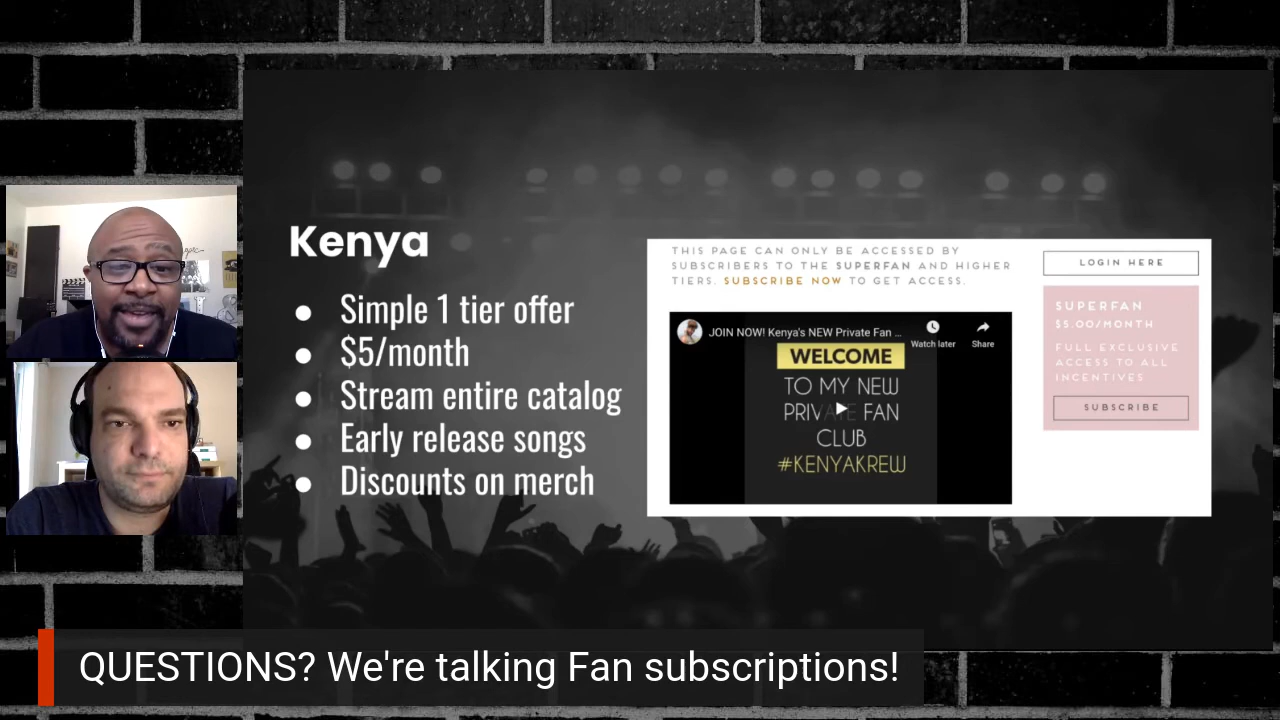 Kenya
Simple 1 tier offer
$5/month
Stream entire catalog
Early release songs
Discounts on merch
THIS PAGE CAN ONLY BE ACCESSED BY
SUBSCRIBERS TO THE SUPERFAN AND HIGHER
TIERS. SUBSCRIBE NOW TO GET ACCESS.
JOIN NOW! Kenya's NEW Private Fan ...
Watch later
Share
WELCOME
TO MY NEW
PRIVATE FAN
CLUB
#KENYAKREW
LOGIN HERE
SUPERFAN
$5.00/MONTH
FULL EXCLUSIVE
ACCESS TO ALL
INCENTIVES
SUBSCRIBE
QUESTIONS? We're talking Fan subscriptions!